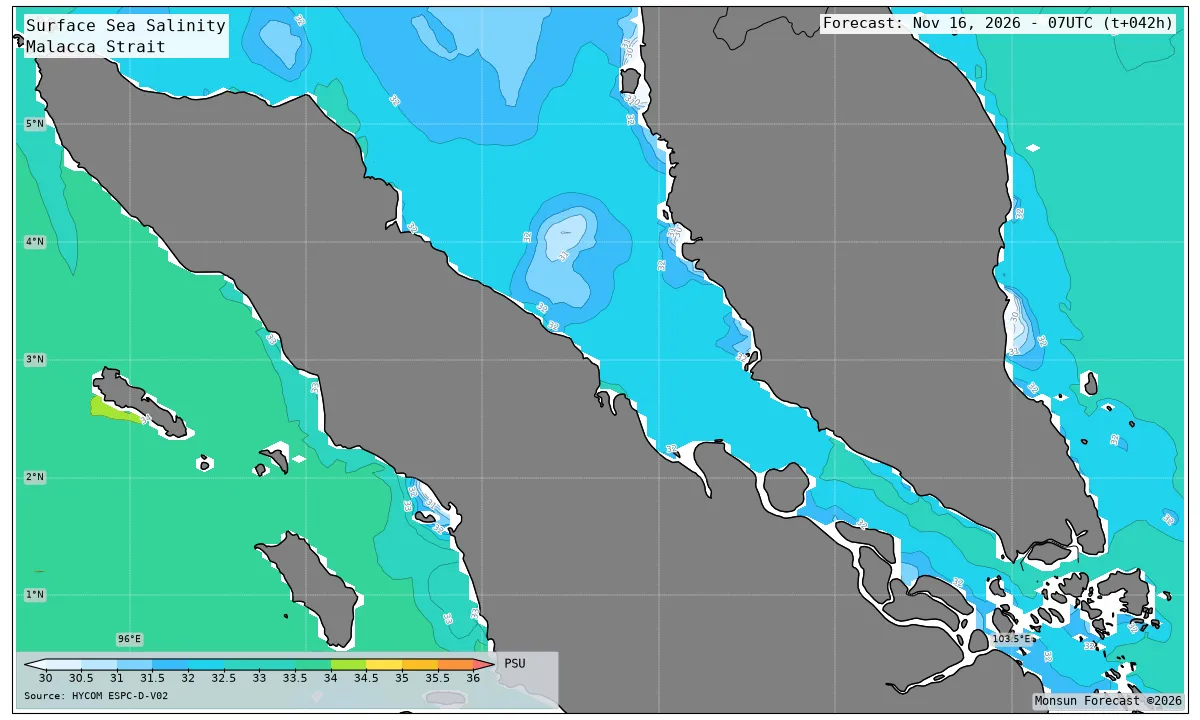 Surface Sea Salinity
Malacca Strait
Forecast: Nov 16, 2026 - 07UTC (t+042h)
5°N
4°N
3°N
2°N
1°N
96°E
103.5°E
PSU
30 30.5 31 31.5 32 32.5 33 33.5 34 34.5 35 35.5 36
Source: HYCOM ESPC-D-V02
Monsun Forecast ©2026